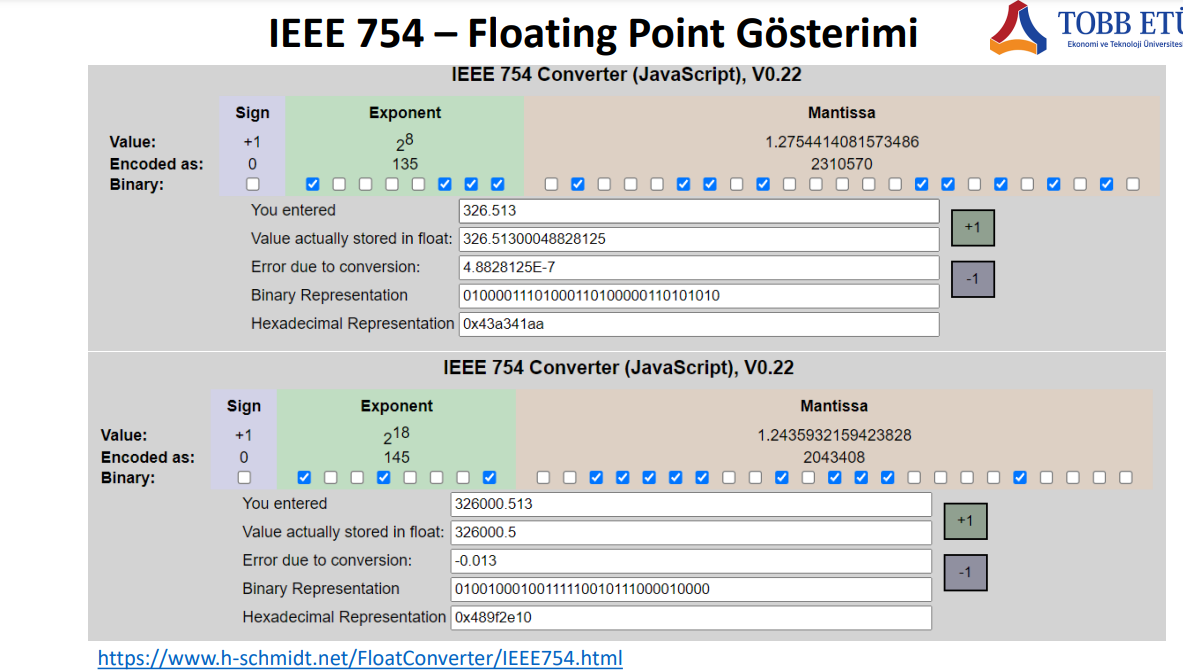 IEEE 754 – Floating Point Gösterimi
TOBB ETÜ
Ekonomi ve Teknoloji Üniversitesi
IEEE 754 Converter (JavaScript), V0.22
Sign Exponent Mantissa
Value: +1 2^8 1.2754414081573486
Encoded as: 0 135 2310570
Binary:
You entered 326.513
Value actually stored in float: 326.51300048828125
+1
Error due to conversion: 4.8828125E-7
-1
Binary Representation 01000011101000110100000110101010
Hexadecimal Representation 0x43a341aa
IEEE 754 Converter (JavaScript), V0.22
Sign Exponent Mantissa
Value: +1 2^18 1.2435932159423828
Encoded as: 0 145 2043408
Binary:
You entered 326000.513
Value actually stored in float: 326000.5
+1
Error due to conversion: -0.013
-1
Binary Representation 01001000100111110010111000010000
Hexadecimal Representation 0x489f2e10
https://www.h-schmidt.net/FloatConverter/IEEE754.html